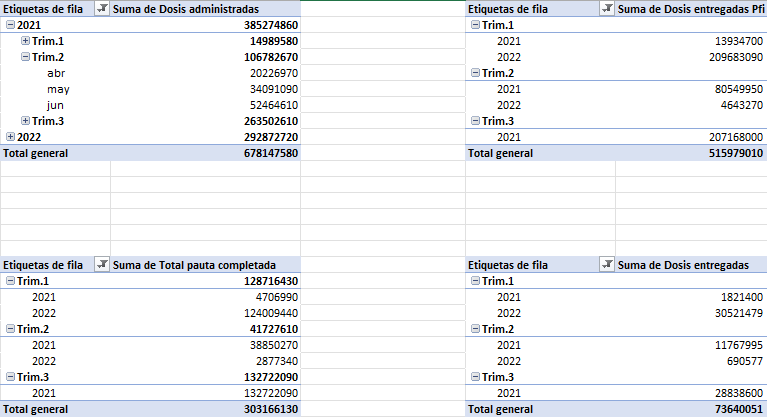 Etiquetas de fila Suma de Dosis administradas
2021 385274860
Trim.1 14989580
Trim.2 106782670
abr 20226970
may 34091090
jun 52464610
Trim.3 263502610
2022 292872720
Total general 678147580
Etiquetas de fila Suma de Dosis entregadas Pfi
Trim.1
2021 13934700
2022 209683090
Trim.2
2021 80549950
2022 4643270
Trim.3
2021 207168000
Total general 515979010
Etiquetas de fila Suma de Total pauta completada
Trim.1 128716430
2021 4706990
2022 124009440
Trim.2 41727610
2021 38850270
2022 2877340
Trim.3 132722090
2021 132722090
Total general 303166130
Etiquetas de fila Suma de Dosis entregadas
Trim.1
2021 1821400
2022 30521479
Trim.2
2021 11767995
2022 690577
Trim.3
2021 28838600
Total general 73640051